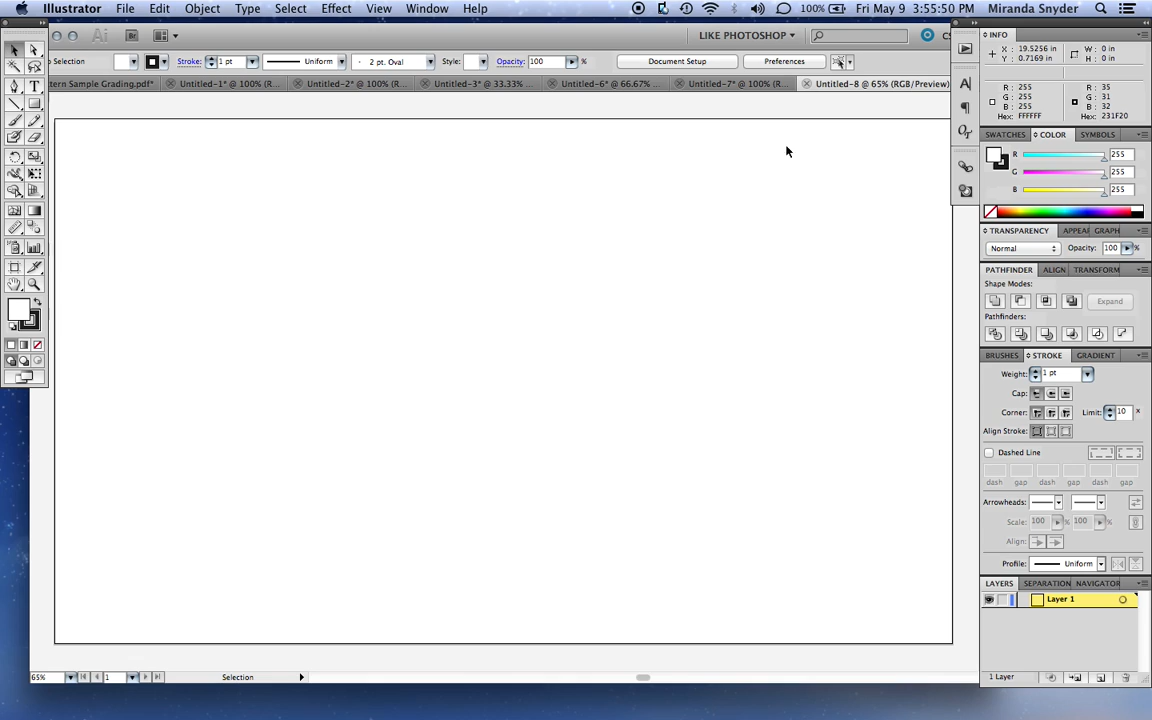 Illustrator File Edit Object Type Select Effect View Window Help 100% Fri May 9 3:55:50 PM Miranda Snyder
Ai Br LIKE PHOTOSHOP
Selection Stroke: 1 pt Uniform 2 pt. Oval Style: Opacity: 100 % Document Setup Preferences
tern Sample Grading.pdf* Untitled-1* @ 100% (R... Untitled-2* @ 100% (R... Untitled-3* @ 33.33% ... Untitled-6* @ 66.67% ... Untitled-7* @ 100% (R... Untitled-8 @ 65% (RGB/Preview)
INFO
X : 19.5256 in
Y : 0.7169 in
W : 0 in
H : 0 in
R : 255
G : 255
B : 255
Hex: FFFFFF
R : 35
G : 31
B : 32
Hex: 231F20
SWATCHES COLOR SYMBOLS
R 255
G 255
B 255
TRANSPARENCY APPEA GRAPH
Normal Opacity: 100 %
PATHFINDER ALIGN TRANSFORM
Shape Modes:
Expand
Pathfinders:
BRUSHES STROKE GRADIENT
Weight: 1 pt
Cap:
Corner: Limit: 10 x
Align Stroke:
Dashed Line
dash gap dash gap dash gap
Arrowheads:
Scale: 100 % 100 %
Align:
Profile: Uniform
LAYERS SEPARATION NAVIGATOR
Layer 1
1 Layer
65% 1 Selection